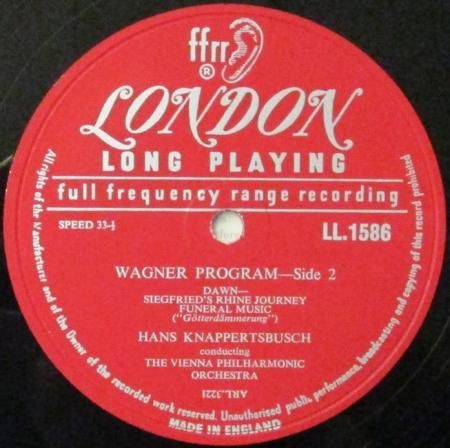 ffrr
®
LONDON
LONG PLAYING
full frequency range recording
SPEED 33-⅓
LL.1586
WAGNER PROGRAM—Side 2
DAWN—
SIEGFRIED'S RHINE JOURNEY
FUNERAL MUSIC
("Götterdämmerung")
HANS KNAPPERTSBUSCH
conducting
THE VIENNA PHILHARMONIC
ORCHESTRA
ARL.3221
All rights of the Manufacturer and of the Owner of the recorded work reserved. Unauthorised public performance, broadcasting and copying of this record prohibited
MADE IN ENGLAND